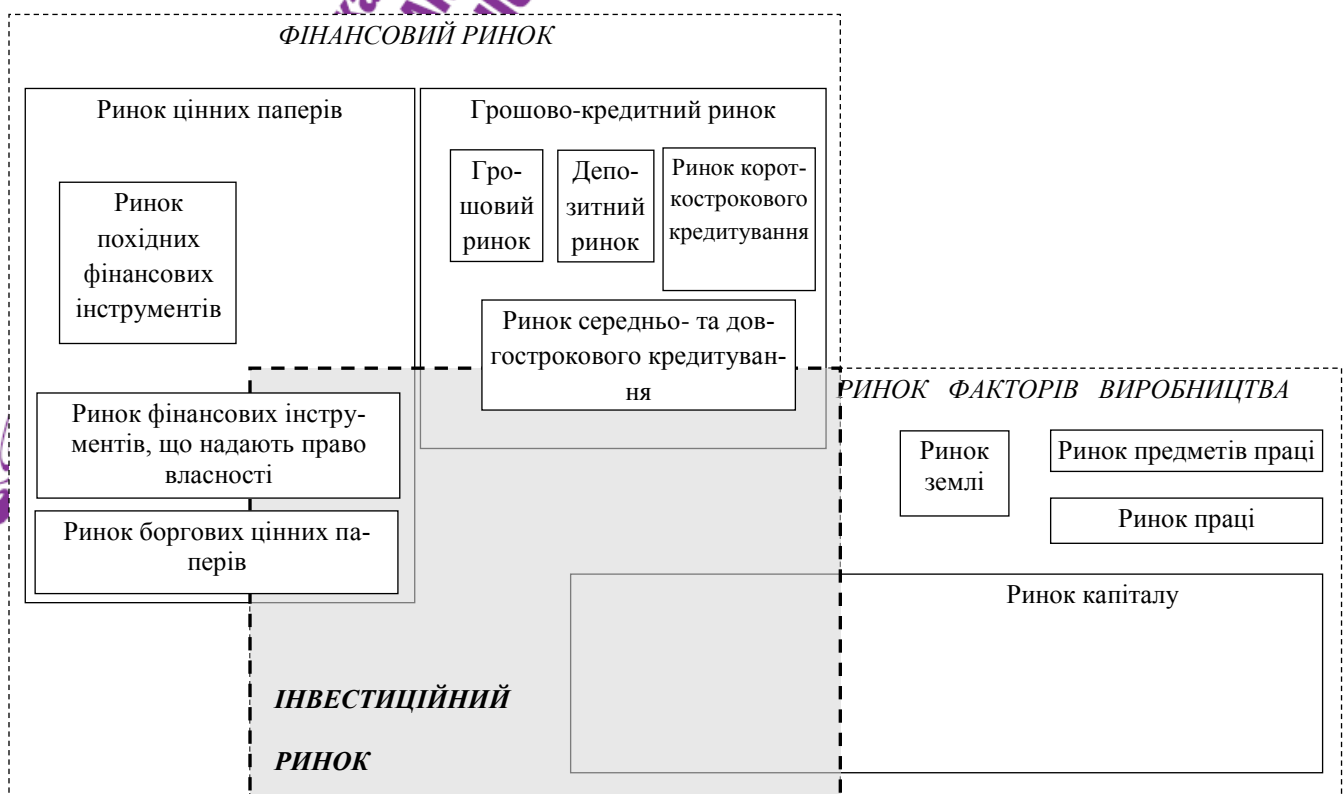 ФІНАНСОВИЙ РИНОК
Ринок цінних паперів
Ринок
похідних
фінансових
інструментів
Ринок фінансових інстру-
ментів, що надають право
власності
Ринок боргових цінних па-
перів
Грошово-кредитний ринок
Гро-
шовий
ринок
Депо-
зитний
ринок
Ринок корот-
кострокового
кредитування
Ринок середньо- та дов-
гострокового кредитуван-
ня
РИНОК ФАКТОРІВ ВИРОБНИЦТВА
Ринок
землі
Ринок предметів праці
Ринок праці
Ринок капіталу
ІНВЕСТИЦІЙНИЙ
РИНОК